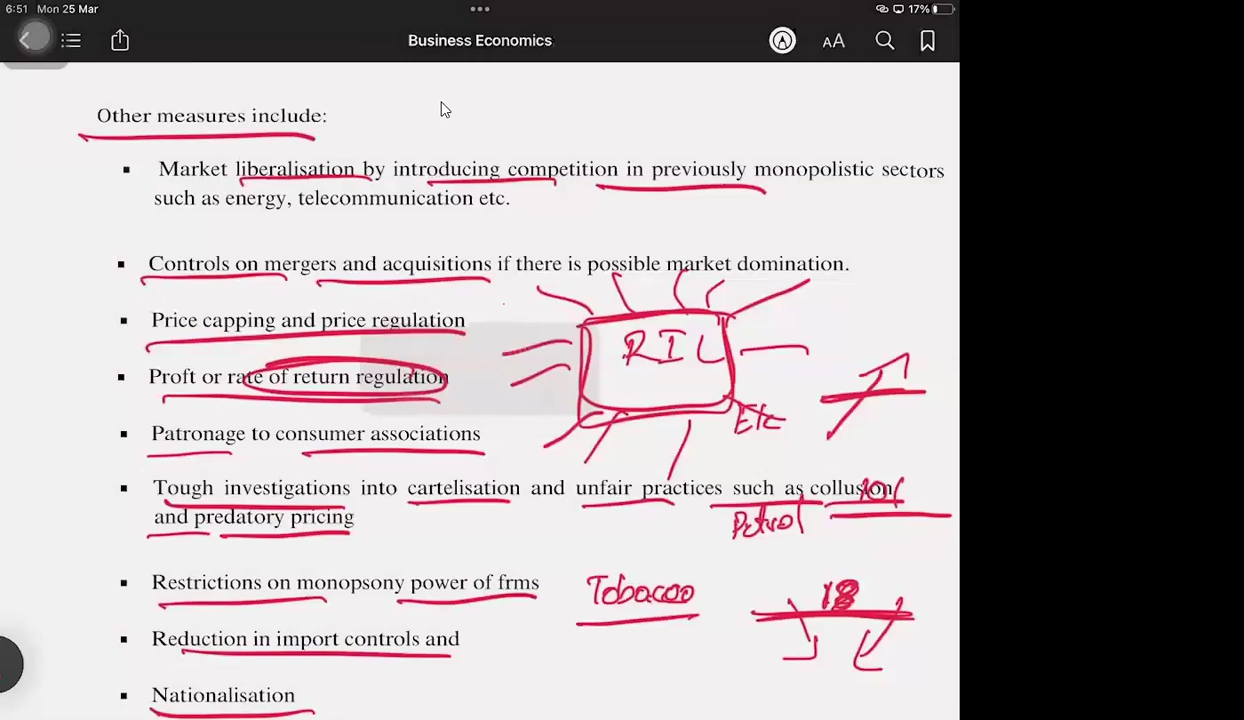 6:51 Mon 25 Mar
17%
Business Economics
AA
Other measures include:
▪ Market liberalisation by introducing competition in previously monopolistic sectors
such as energy, telecommunication etc.
▪ Controls on mergers and acquisitions if there is possible market domination.
▪ Price capping and price regulation
RIL
▪ Proft or rate of return regulation
Etc
▪ Patronage to consumer associations
▪ Tough investigations into cartelisation and unfair practices such as collusion
and predatory pricing
Petrol
▪ Restrictions on monopsony power of frms
Tobacoo
18
▪ Reduction in import controls and
▪ Nationalisation